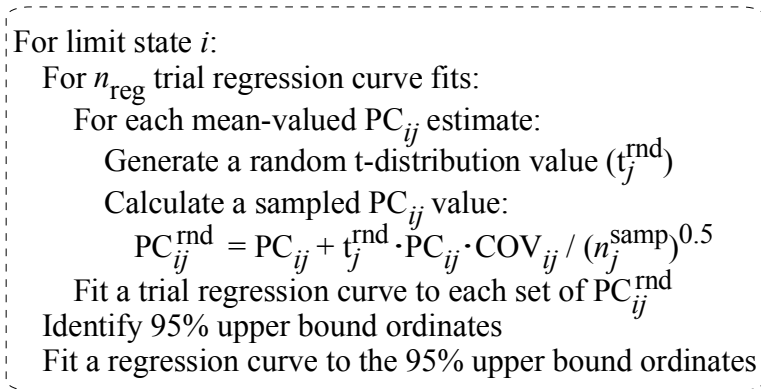 For limit state i:
For n_reg trial regression curve fits:
For each mean-valued PC_ij estimate:
Generate a random t-distribution value (t_j^rnd)
Calculate a sampled PC_ij value:
PC_ij^rnd = PC_ij + t_j^rnd·PC_ij·COV_ij / (n_j^samp)^0.5
Fit a trial regression curve to each set of PC_ij^rnd
Identify 95% upper bound ordinates
Fit a regression curve to the 95% upper bound ordinates